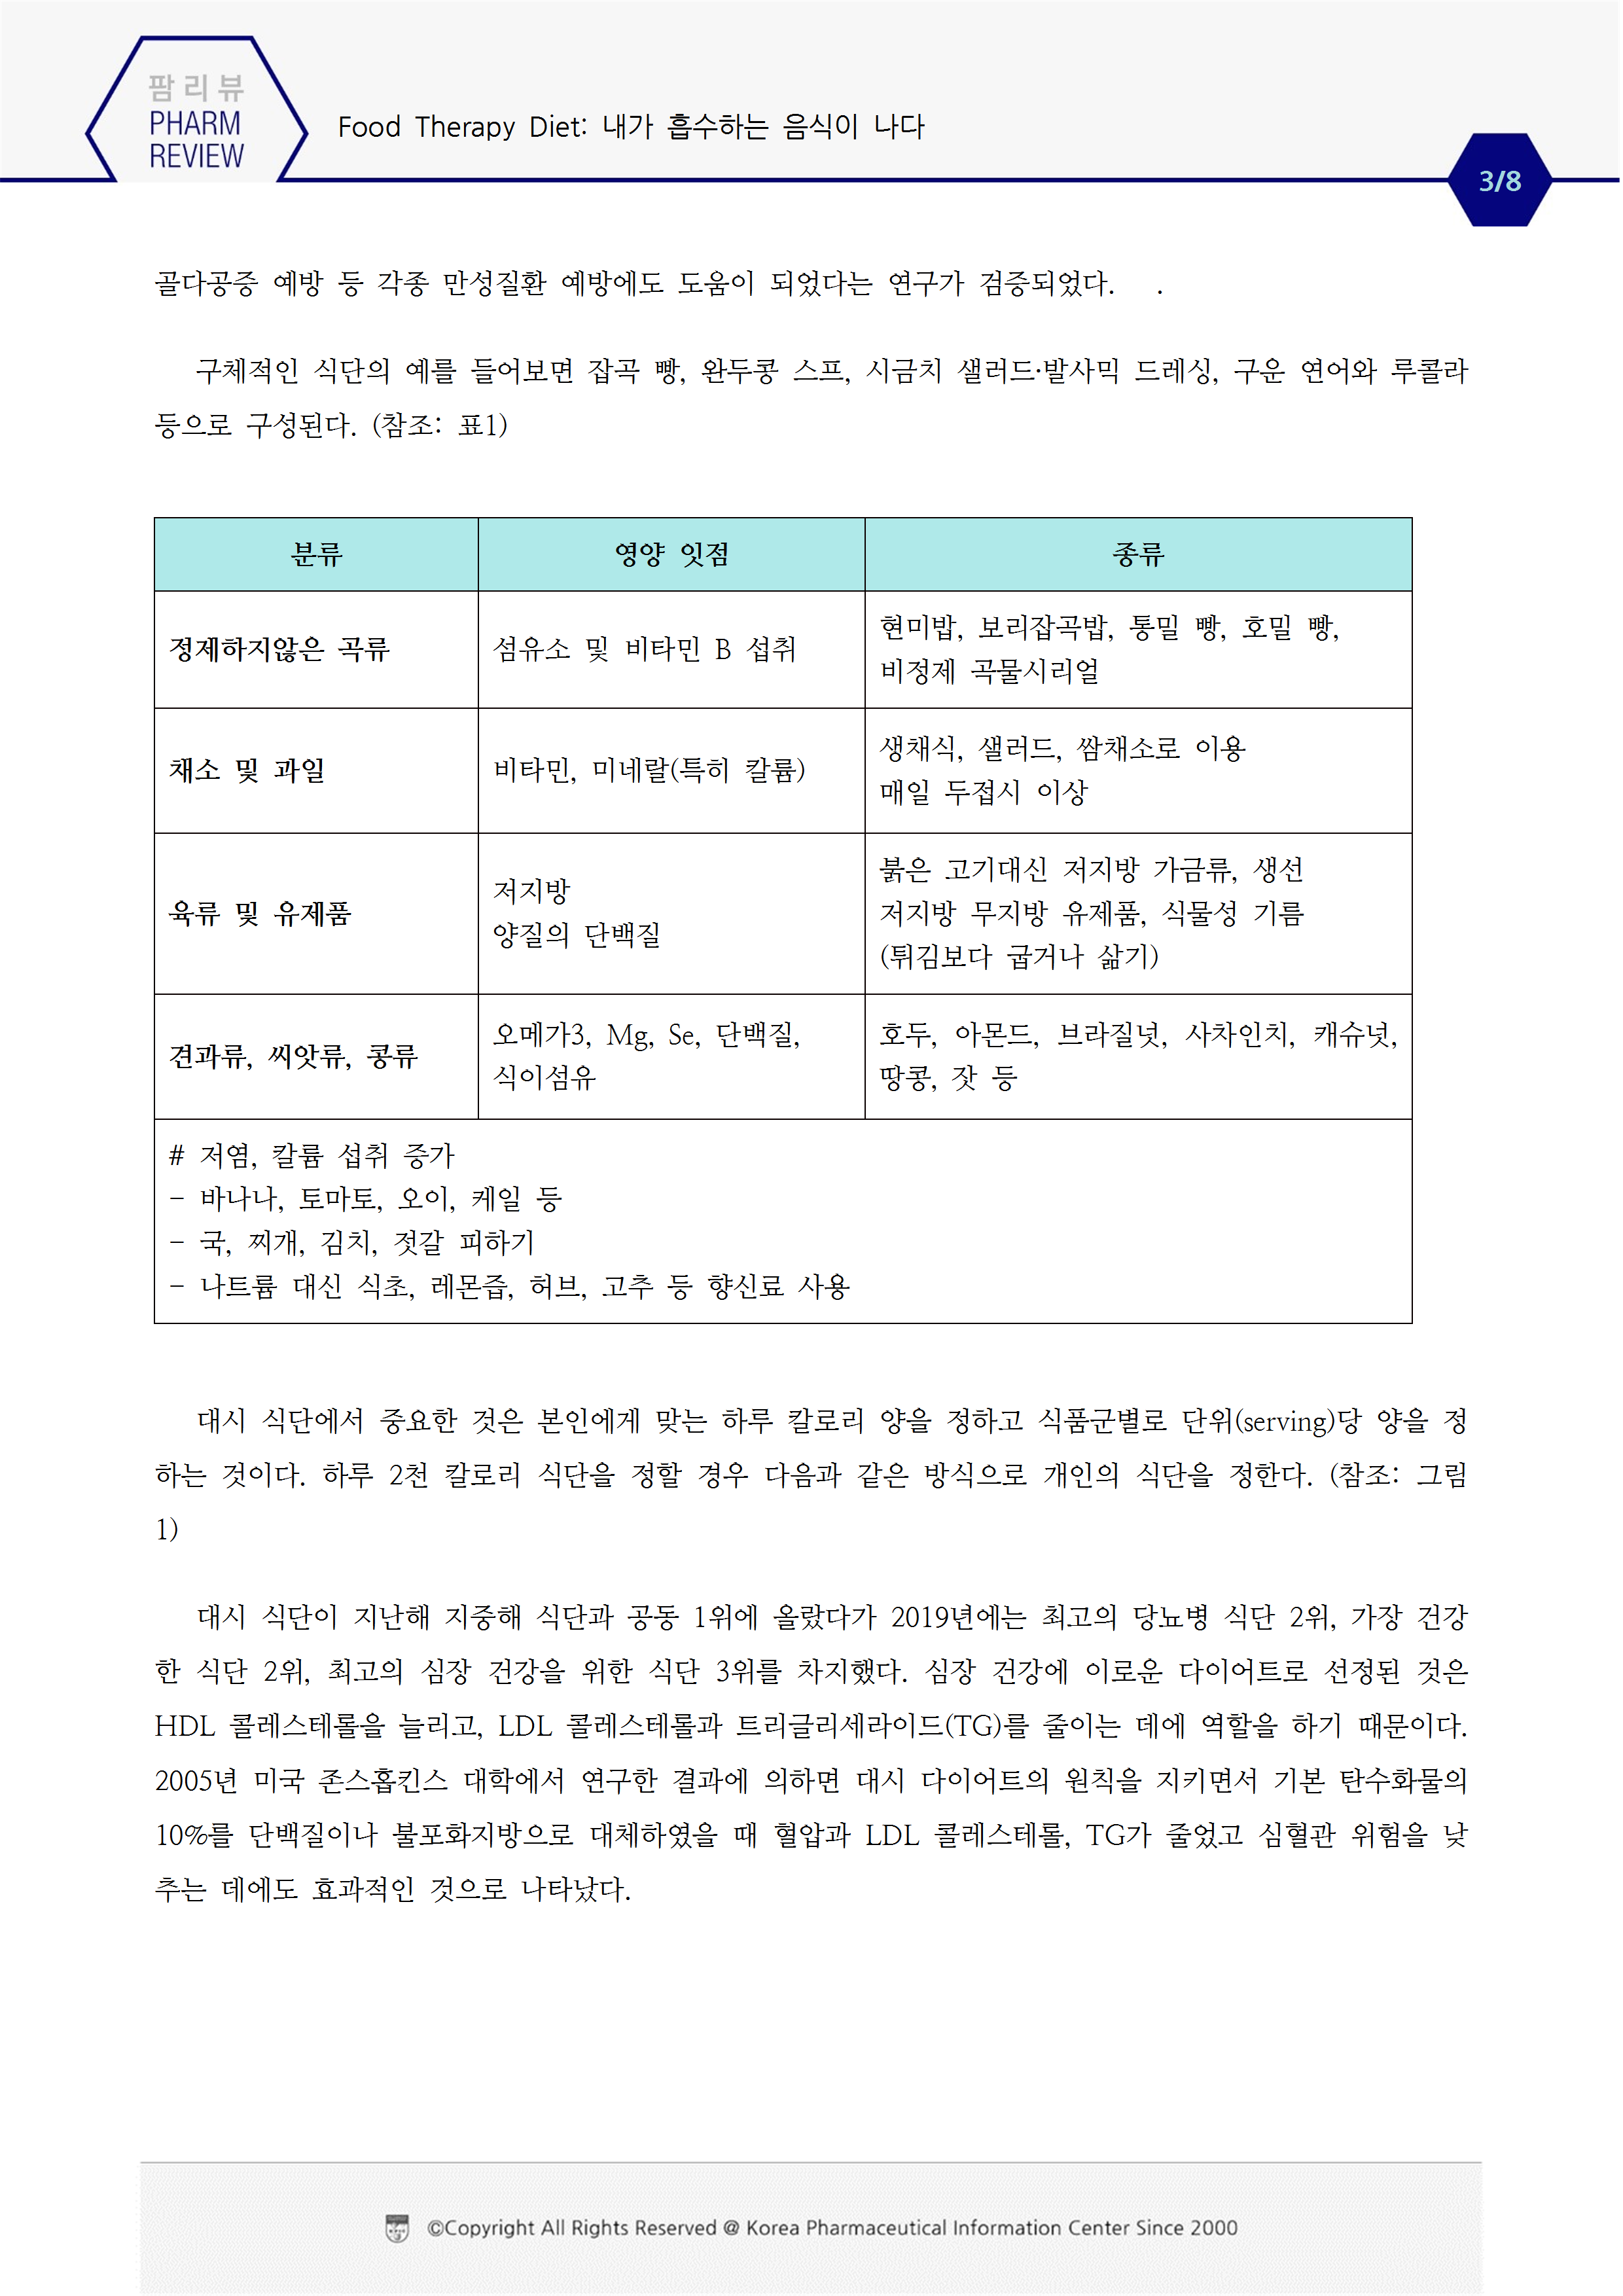 팜리뷰
PHARM
REVIEW
Food Therapy Diet: 내가 흡수하는 음식이 나다
3/8
골다공증 예방 등 각종 만성질환 예방에도 도움이 되었다는 연구가 검증되었다. .
구체적인 식단의 예를 들어보면 잡곡 빵, 완두콩 스프, 시금치 샐러드·발사믹 드레싱, 구운 연어와 루콜라
등으로 구성된다. (참조: 표1)
분류 영양 잇점 종류
정제하지않은 곡류
섬유소 및 비타민 B 섭취
현미밥, 보리잡곡밥, 통밀 빵, 호밀 빵,
비정제 곡물시리얼
채소 및 과일
비타민, 미네랄(특히 칼륨)
생채식, 샐러드, 쌈채소로 이용
매일 두접시 이상
육류 및 유제품
저지방
양질의 단백질
붉은 고기대신 저지방 가금류, 생선
저지방 무지방 유제품, 식물성 기름
(튀김보다 굽거나 삶기)
견과류, 씨앗류, 콩류
오메가3, Mg, Se, 단백질,
식이섬유
호두, 아몬드, 브라질넛, 사차인치, 캐슈넛,
땅콩, 잣 등
# 저염, 칼륨 섭취 증가
- 바나나, 토마토, 오이, 케일 등
- 국, 찌개, 김치, 젓갈 피하기
- 나트륨 대신 식초, 레몬즙, 허브, 고추 등 향신료 사용
대시 식단에서 중요한 것은 본인에게 맞는 하루 칼로리 양을 정하고 식품군별로 단위(serving)당 양을 정
하는 것이다. 하루 2천 칼로리 식단을 정할 경우 다음과 같은 방식으로 개인의 식단을 정한다. (참조: 그림
1)
대시 식단이 지난해 지중해 식단과 공동 1위에 올랐다가 2019년에는 최고의 당뇨병 식단 2위, 가장 건강
한 식단 2위, 최고의 심장 건강을 위한 식단 3위를 차지했다. 심장 건강에 이로운 다이어트로 선정된 것은
HDL 콜레스테롤을 늘리고, LDL 콜레스테롤과 트리글리세라이드(TG)를 줄이는 데에 역할을 하기 때문이다.
2005년 미국 존스홉킨스 대학에서 연구한 결과에 의하면 대시 다이어트의 원칙을 지키면서 기본 탄수화물의
10%를 단백질이나 불포화지방으로 대체하였을 때 혈압과 LDL 콜레스테롤, TG가 줄었고 심혈관 위험을 낮
추는 데에도 효과적인 것으로 나타났다.
©Copyright All Rights Reserved @ Korea Pharmaceutical Information Center Since 2000